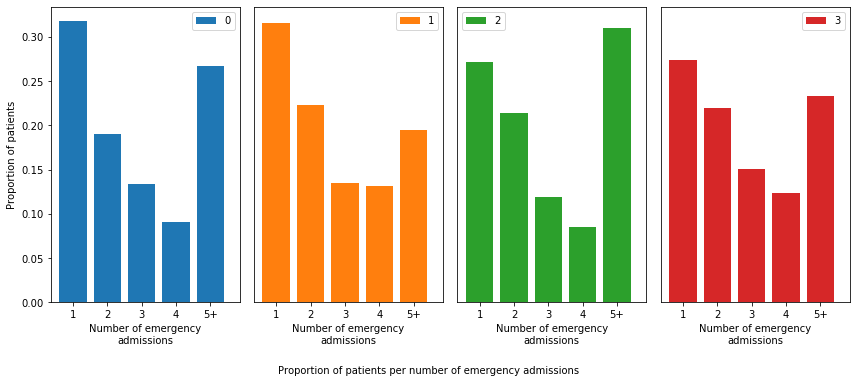 0
1
2
3
0.30
0.25
0.20
0.15
0.10
0.05
0.00
Proportion of patients
1 2 3 4 5+
Number of emergency
admissions
1 2 3 4 5+
Number of emergency
admissions
1 2 3 4 5+
Number of emergency
admissions
1 2 3 4 5+
Number of emergency
admissions
Proportion of patients per number of emergency admissions